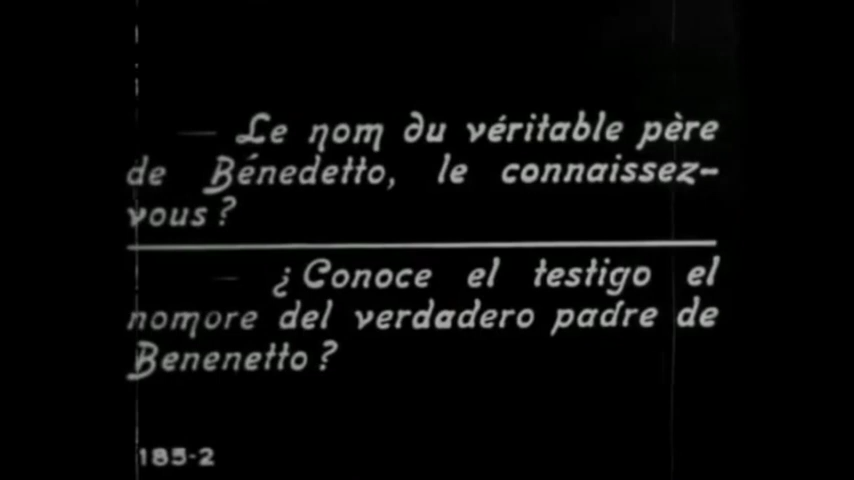 — Le nom du véritable père
de Bénedetto, le connaissez-
vous ?
— ¿ Conoce el testigo el
nomore del verdadero padre de
Benenetto ?
185-2